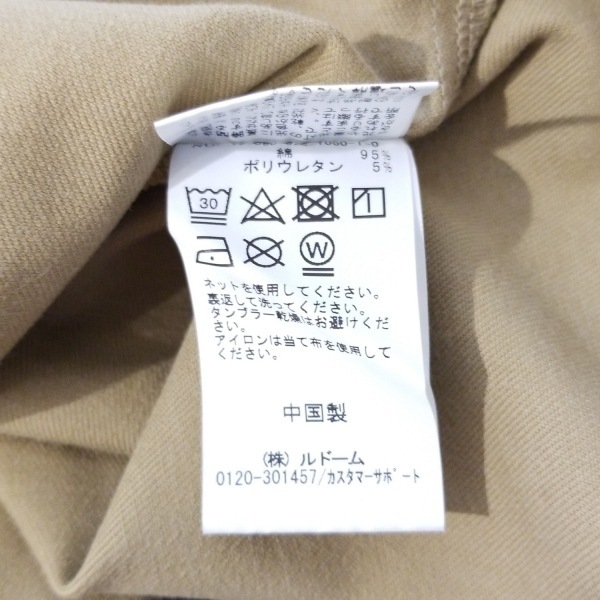 綿 95%
ポリウレタン 5%
30
W
ネットを使用してください。
裏返して洗ってください。
タンブラー乾燥はお避けくだ
さい。
アイロンは当て布を使用して
ください。
中国製
(株) ルドーム
0120-301457/カスタマーサポート